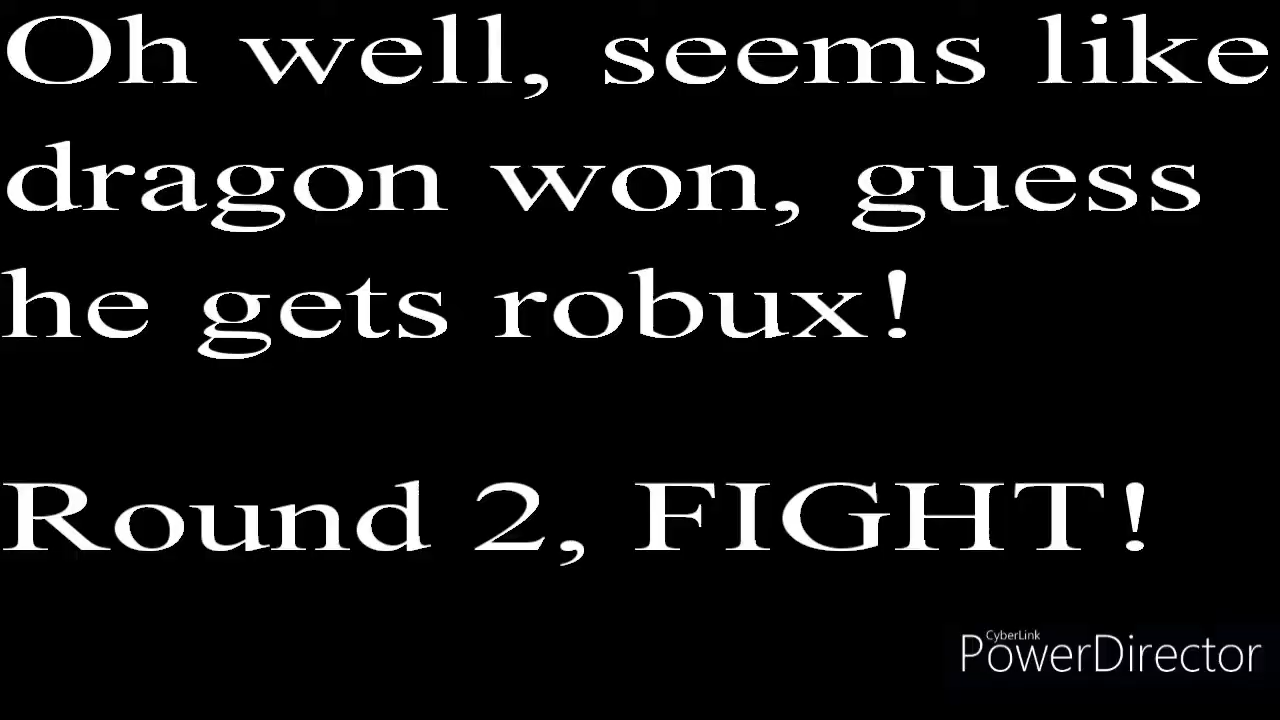 Oh well, seems like
dragon won, guess
he gets robux!
Round 2, FIGHT!
CyberLink
PowerDirector